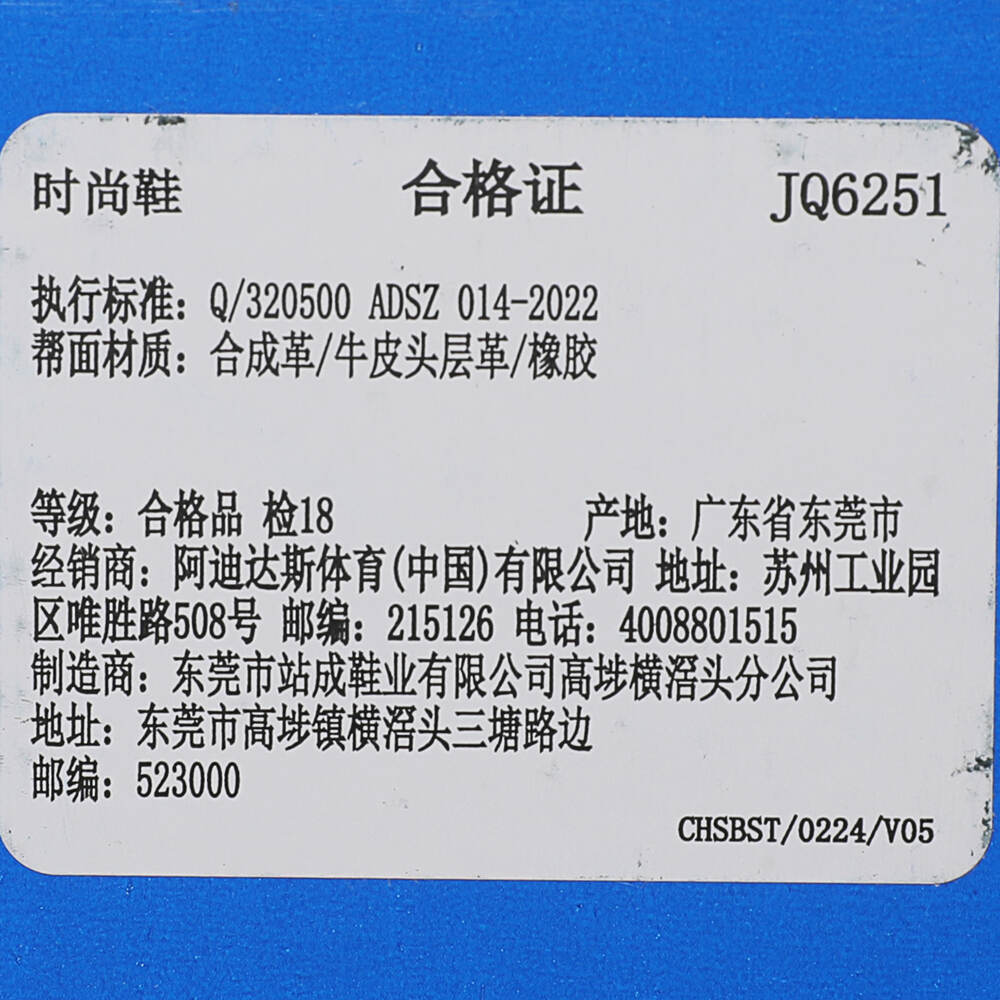 时尚鞋 合格证 JQ6251
执行标准：Q/320500 ADSZ 014-2022
帮面材质：合成革/牛皮头层革/橡胶
等级：合格品 检18 产地：广东省东莞市
经销商：阿迪达斯体育(中国)有限公司 地址：苏州工业园
区唯胜路508号 邮编：215126 电话：4008801515
制造商：东莞市站成鞋业有限公司高埗横滘头分公司
地址：东莞市高埗镇横滘头三塘路边
邮编：523000
CHSBST/0224/V05